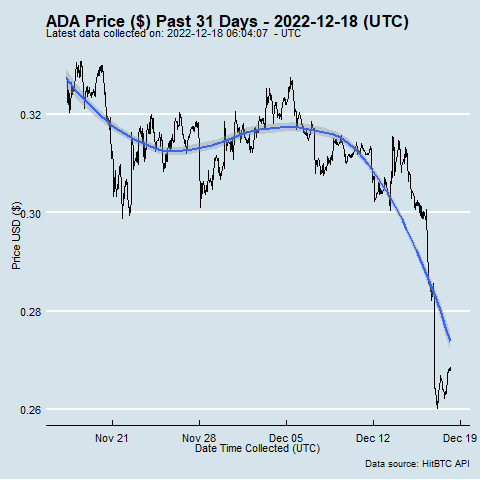 ADA Price ($) Past 31 Days - 2022-12-18 (UTC)
Latest data collected on: 2022-12-18 06:04:07 - UTC
Price USD ($)
0.32
0.30
0.28
0.26
Nov 21 Nov 28 Dec 05 Dec 12 Dec 19
Date Time Collected (UTC)
Data source: HitBTC API